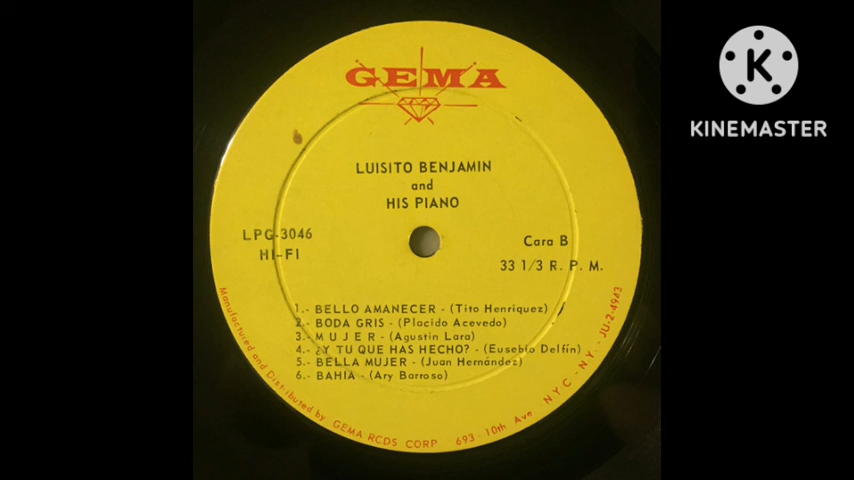 GEMA
LUISITO BENJAMIN
and
HIS PIANO
LPG-3046
HI-FI
Cara B
33 1/3 R. P. M.
1.- BELLO AMANECER - (Tito Henriquez)
2.- BODA GRIS - (Placido Acevedo)
3.- M U J E R - (Agustin Lara)
4.- ¿Y TU QUE HAS HECHO? - (Eusebio Delfín)
5.- BELLA MUJER - (Juan Hernández)
6.- BAHIA - (Ary Barroso)
Manufactured and Distributed by GEMA RCDS CORP 693 - 10th Ave. N.Y.C. - N.Y. - JU-2-4943
K
KINEMASTER